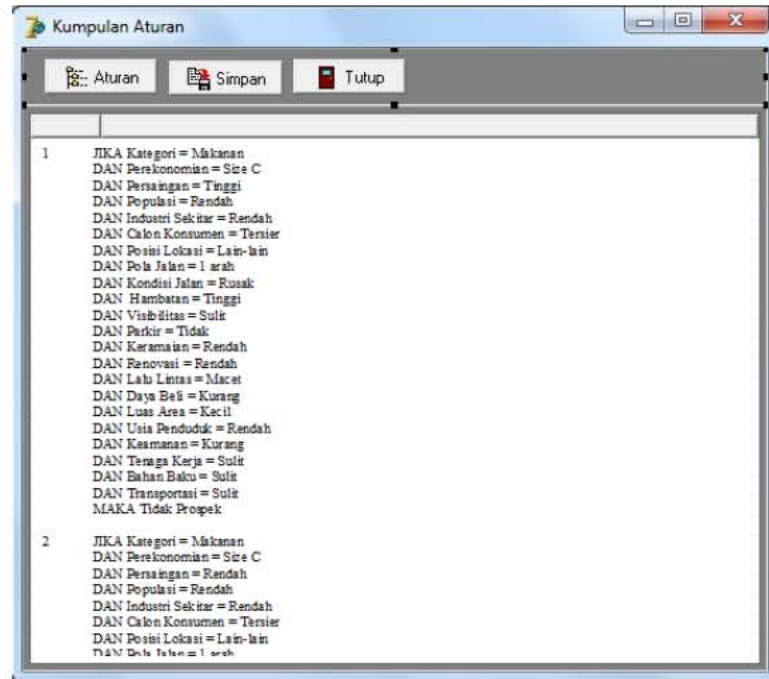 Kumpulan Aturan
Aturan
Simpan
Tutup
1 JIKA Kategori = Makanan
DAN Perekonomian = Size C
DAN Persaingan = Tinggi
DAN Populasi = Rendah
DAN Industri Sekitar = Rendah
DAN Calon Konsumen = Tersier
DAN Posisi Lokasi = Lain-lain
DAN Pola Jalan = 1 arah
DAN Kondisi Jalan = Rusak
DAN Hambatan = Tinggi
DAN Visibilitas = Sulit
DAN Parkir = Tidak
DAN Keramaian = Rendah
DAN Renovasi = Rendah
DAN Lalu Lintas = Macet
DAN Daya Beli = Kurang
DAN Luas Area = Kecil
DAN Usia Penduduk = Rendah
DAN Keamanan = Kurang
DAN Tenaga Kerja = Sulit
DAN Bahan Baku = Sulit
DAN Transportasi = Sulit
MAKA Tidak Prospek
2 JIKA Kategori = Makanan
DAN Perekonomian = Size C
DAN Persaingan = Rendah
DAN Populasi = Rendah
DAN Industri Sekitar = Rendah
DAN Calon Konsumen = Tersier
DAN Posisi Lokasi = Lain-lain
DAN Pola Jalan = 1 arah